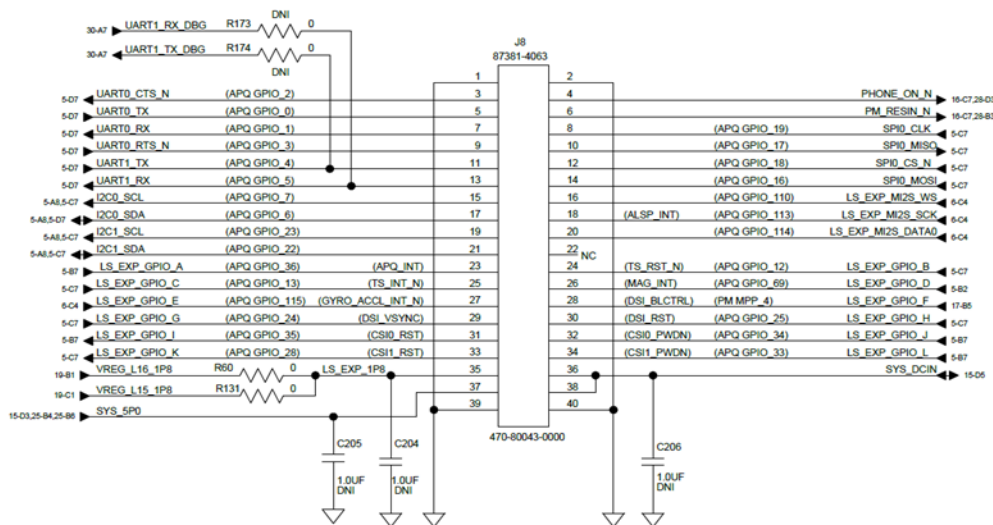 DNI
30-A7 UART1_RX_DBG R173 0
30-A7 UART1_TX_DBG R174 0
DNI
J8
87381-4063
1 2
3 4
5 6
7 8
9 10
11 12
13 14
15 16
17 18
19 20
21 22 NC
23 24
25 26
27 28
29 30
31 32
33 34
35 36
37 38
39 40
470-80043-0000
5-D7 UART0_CTS_N (APQ GPIO_2)
5-D7 UART0_TX (APQ GPIO_0)
5-D7 UART0_RX (APQ GPIO_1)
5-D7 UART0_RTS_N (APQ GPIO_3)
5-D7 UART1_TX (APQ GPIO_4)
5-D7 UART1_RX (APQ GPIO_5)
5-A8,5-C7 I2C0_SCL (APQ GPIO_7)
5-A8,5-D7 I2C0_SDA (APQ GPIO_6)
5-A8,5-C7 I2C1_SCL (APQ GPIO_23)
5-A8,5-C7 I2C1_SDA (APQ GPIO_22)
5-B7 LS_EXP_GPIO_A (APQ GPIO_36) (APQ_INT)
5-C7 LS_EXP_GPIO_C (APQ GPIO_13) (TS_INT_N)
6-C4 LS_EXP_GPIO_E (APQ GPIO_115) (GYRO_ACCL_INT_N)
5-C7 LS_EXP_GPIO_G (APQ GPIO_24) (DSI_VSYNC)
5-B7 LS_EXP_GPIO_I (APQ GPIO_35) (CSI0_RST)
5-C7 LS_EXP_GPIO_K (APQ GPIO_28) (CSI1_RST)
19-B1 VREG_L16_1P8 R60 0 LS_EXP_1P8
19-C1 VREG_L15_1P8 R131 0
15-D3,25-B4,25-B6 SYS_5P0
PHONE_ON_N 16-C7,28-D3
PM_RESIN_N 16-C7,28-B3
(APQ GPIO_19) SPI0_CLK 5-C7
(APQ GPIO_17) SPI0_MISO 5-C7
(APQ GPIO_18) SPI0_CS_N 5-C7
(APQ GPIO_16) SPI0_MOSI 5-C7
(APQ GPIO_110) LS_EXP_MI2S_WS 6-C4
(ALSP_INT) (APQ GPIO_113) LS_EXP_MI2S_SCK 6-C4
(APQ GPIO_114) LS_EXP_MI2S_DATA0 6-C4
(TS_RST_N) (APQ GPIO_12) LS_EXP_GPIO_B 5-C7
(MAG_INT) (APQ GPIO_69) LS_EXP_GPIO_D 5-B2
(DSI_BLCTRL) (PM MPP_4) LS_EXP_GPIO_F 17-B5
(DSI_RST) (APQ GPIO_25) LS_EXP_GPIO_H 5-C7
(CSI0_PWDN) (APQ GPIO_34) LS_EXP_GPIO_J 5-B7
(CSI1_PWDN) (APQ GPIO_33) LS_EXP_GPIO_L 5-B7
SYS_DCIN 15-D5
C205
1.0UF
DNI
C204
1.0UF
DNI
C206
1.0UF
DNI